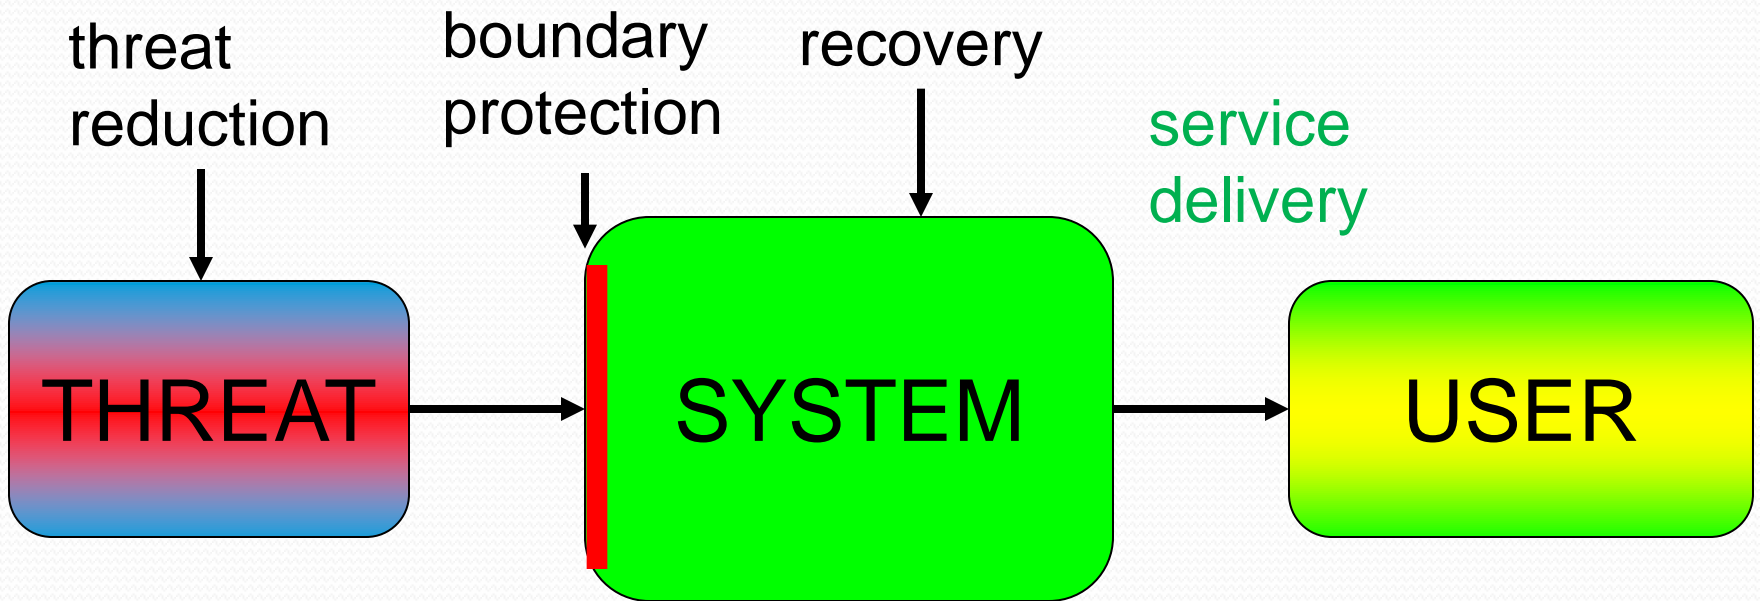 threat
reduction
boundary
protection
recovery
service
delivery
THREAT
SYSTEM
USER